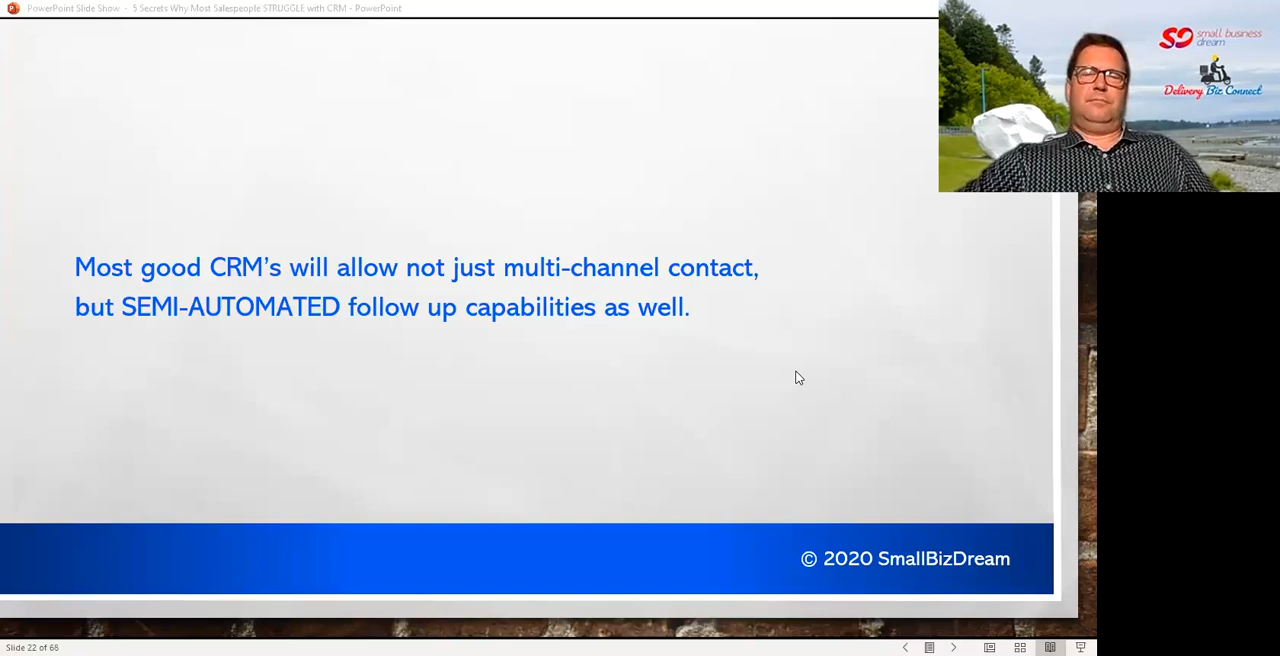 PowerPoint Slide Show - 5 Secrets Why Most Salespeople STRUGGLE with CRM - PowerPoint
small business
dream
Delivery Biz Connect
Most good CRM's will allow not just multi-channel contact,
but SEMI-AUTOMATED follow up capabilities as well.
© 2020 SmallBizDream
Slide 22 of 68